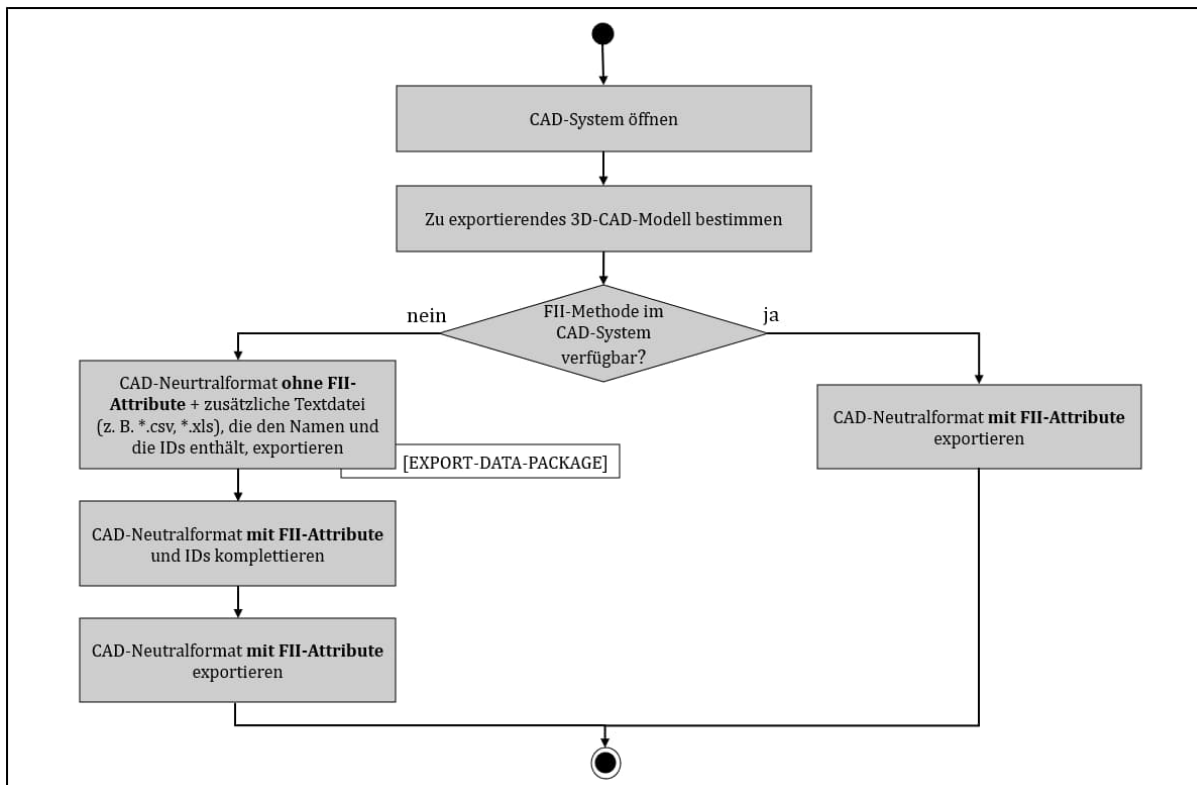 CAD-System öffnen
Zu exportierendes 3D-CAD-Modell bestimmen
FII-Methode im
CAD-System
verfügbar?
nein
ja
CAD-Neurtralformat ohne FII-
Attribute + zusätzliche Textdatei
(z. B. *.csv, *.xls), die den Namen und
die IDs enthält, exportieren
[EXPORT-DATA-PACKAGE]
CAD-Neutralformat mit FII-Attribute
und IDs komplettieren
CAD-Neutralformat mit FII-Attribute
exportieren
CAD-Neutralformat mit FII-Attribute
exportieren